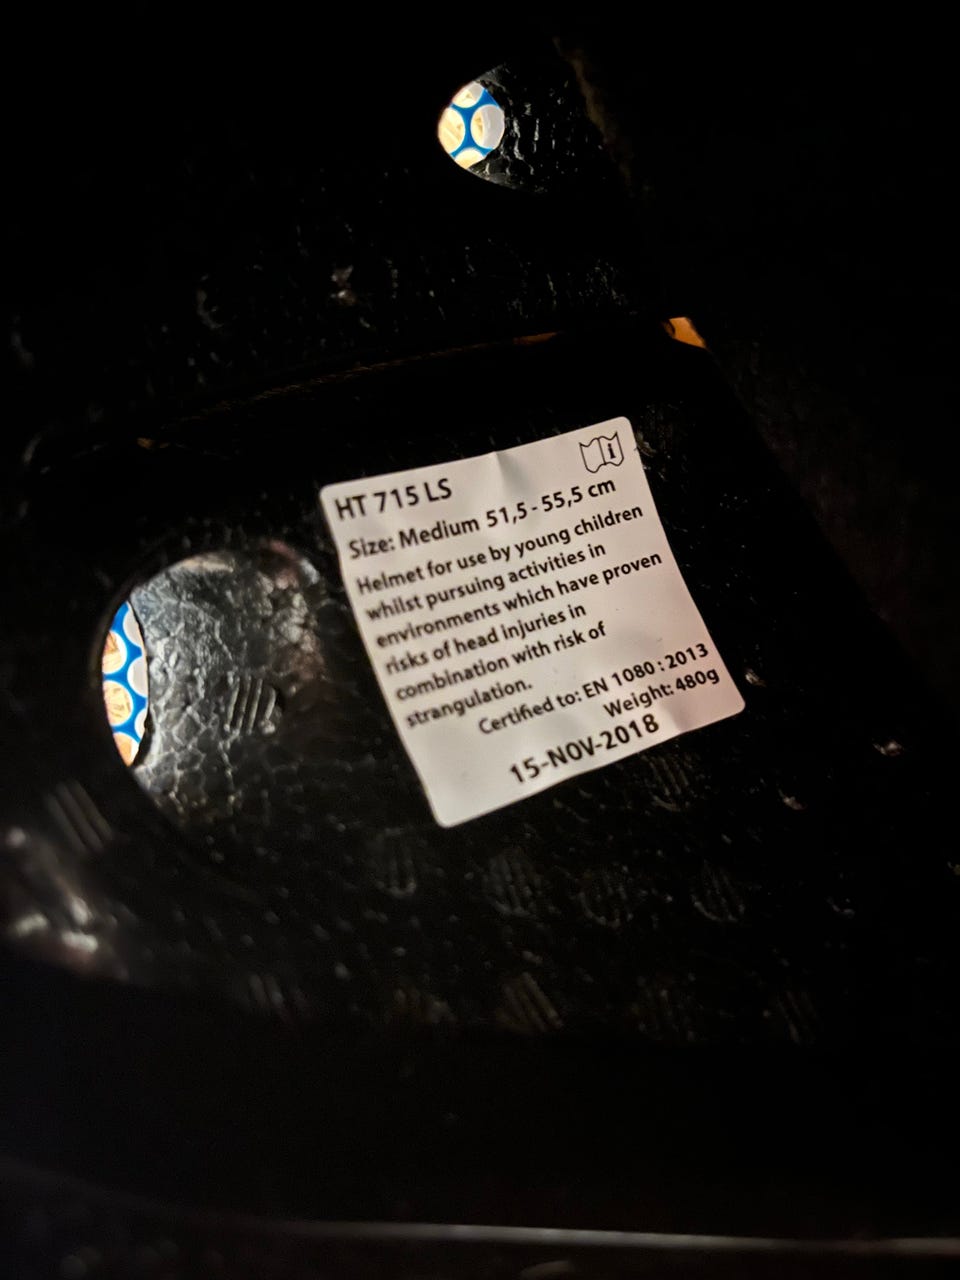 HT 715 LS
Size: Medium 51,5 - 55,5 cm
Helmet for use by young children
whilst pursuing activities in
environments which have proven
risks of head injuries in
combination with risk of
strangulation.
Certified to: EN 1080 : 2013
Weight: 480g
15-NOV-2018